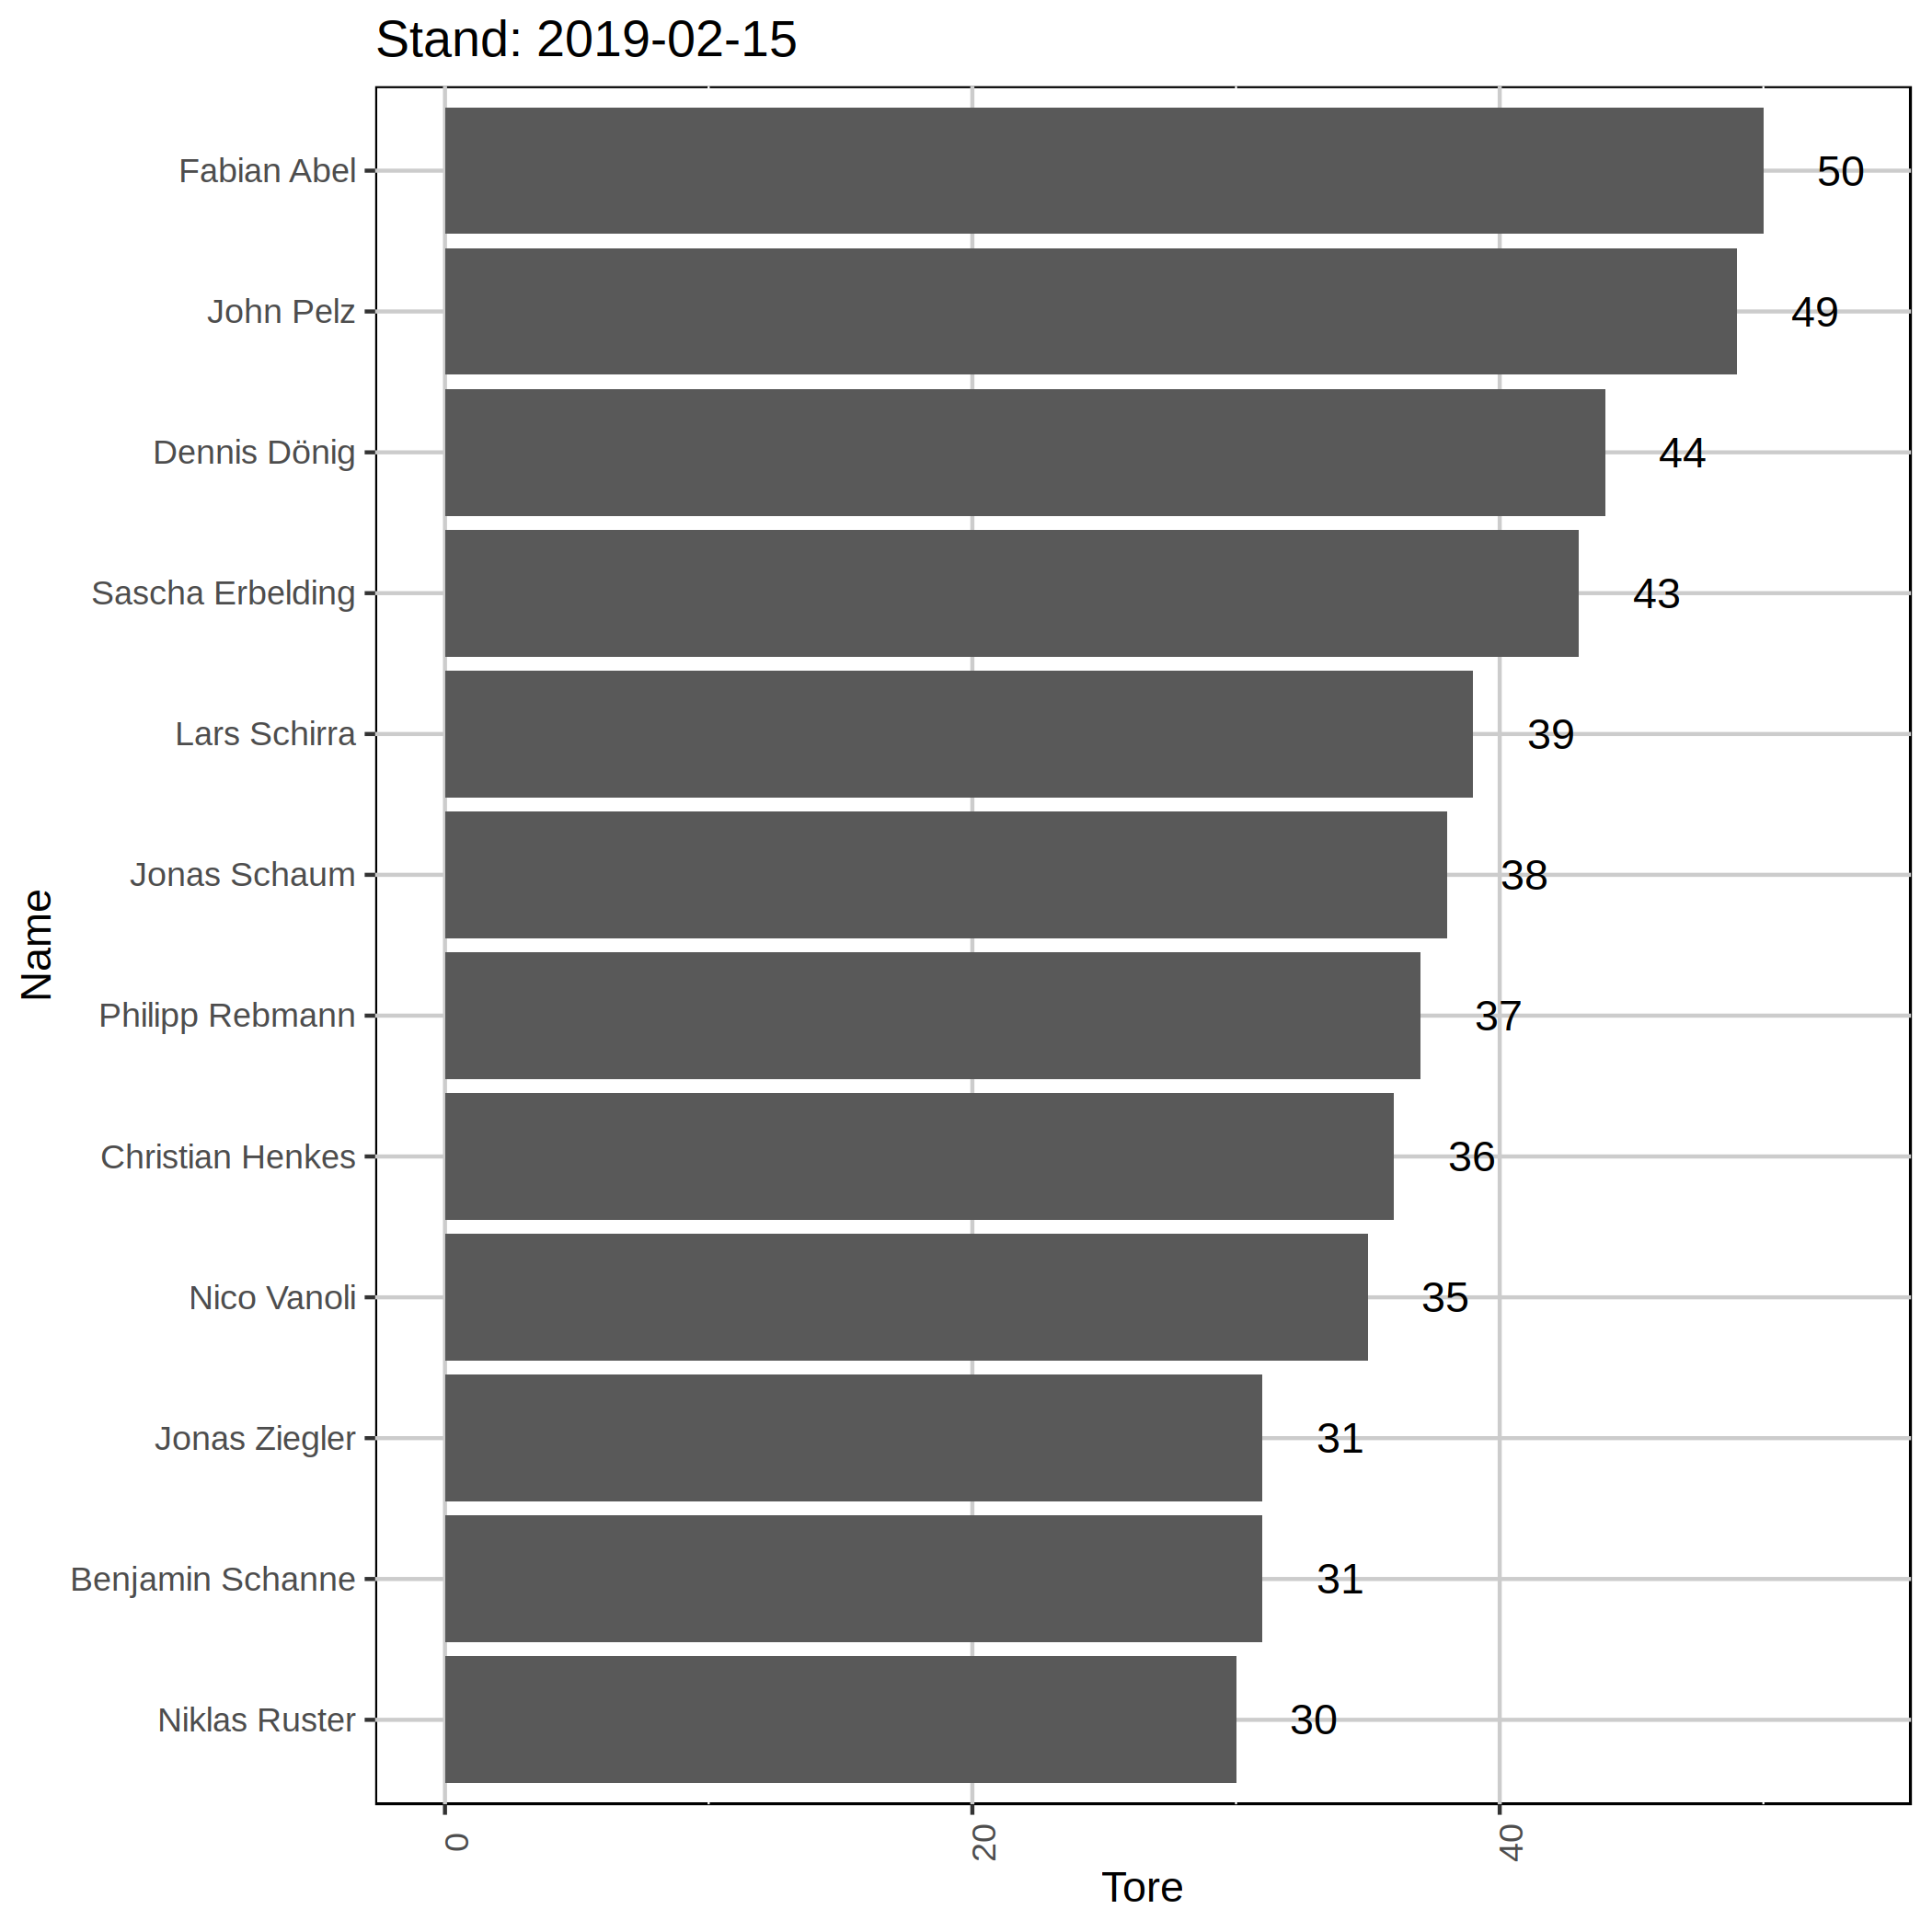 Stand: 2019-02-15
Fabian Abel 50
John Pelz 49
Dennis Dönig 44
Sascha Erbelding 43
Lars Schirra 39
Jonas Schaum 38
Philipp Rebmann 37
Christian Henkes 36
Nico Vanoli 35
Jonas Ziegler 31
Benjamin Schanne 31
Niklas Ruster 30
Name
0 20 40
Tore